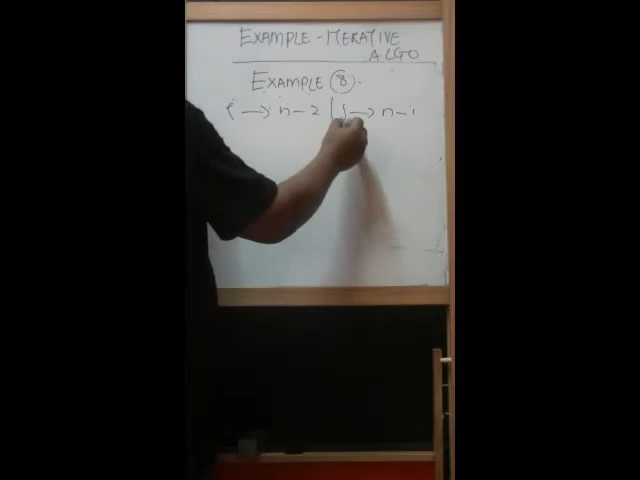 EXAMPLE - ITERATIVE
ALGO
EXAMPLE 8.
i → n-2 | j → n-1